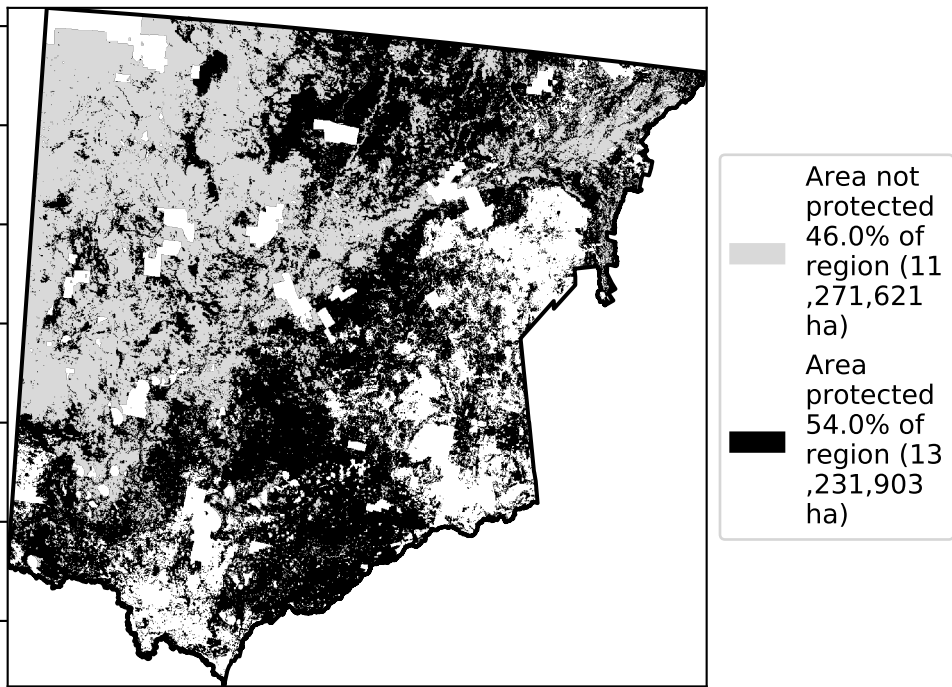 Area not
protected
46.0% of
region (11
,271,621
ha)
Area
protected
54.0% of
region (13
,231,903
ha)